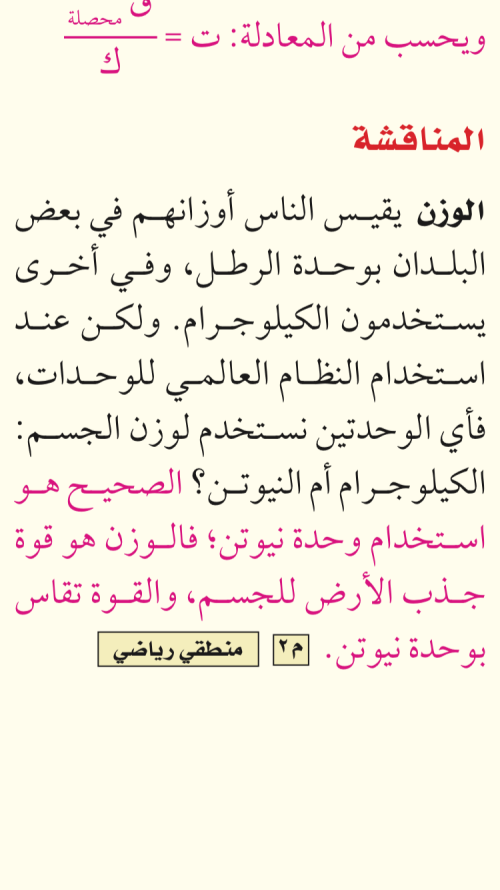 ويحسب من المعادلة: ت = ق محصلة / ك
المناقشة
الوزن يقيس الناس أوزانهم في بعض
البلدان بوحدة الرطل، وفي أخرى
يستخدمون الكيلوجرام. ولكن عند
استخدام النظام العالمي للوحدات،
فأي الوحدتين نستخدم لوزن الجسم:
الكيلوجرام أم النيوتن؟ الصحيح هو
استخدام وحدة نيوتن؛ فالوزن هو قوة
جذب الأرض للجسم، والقوة تقاس
بوحدة نيوتن. م٢ منطقي رياضي